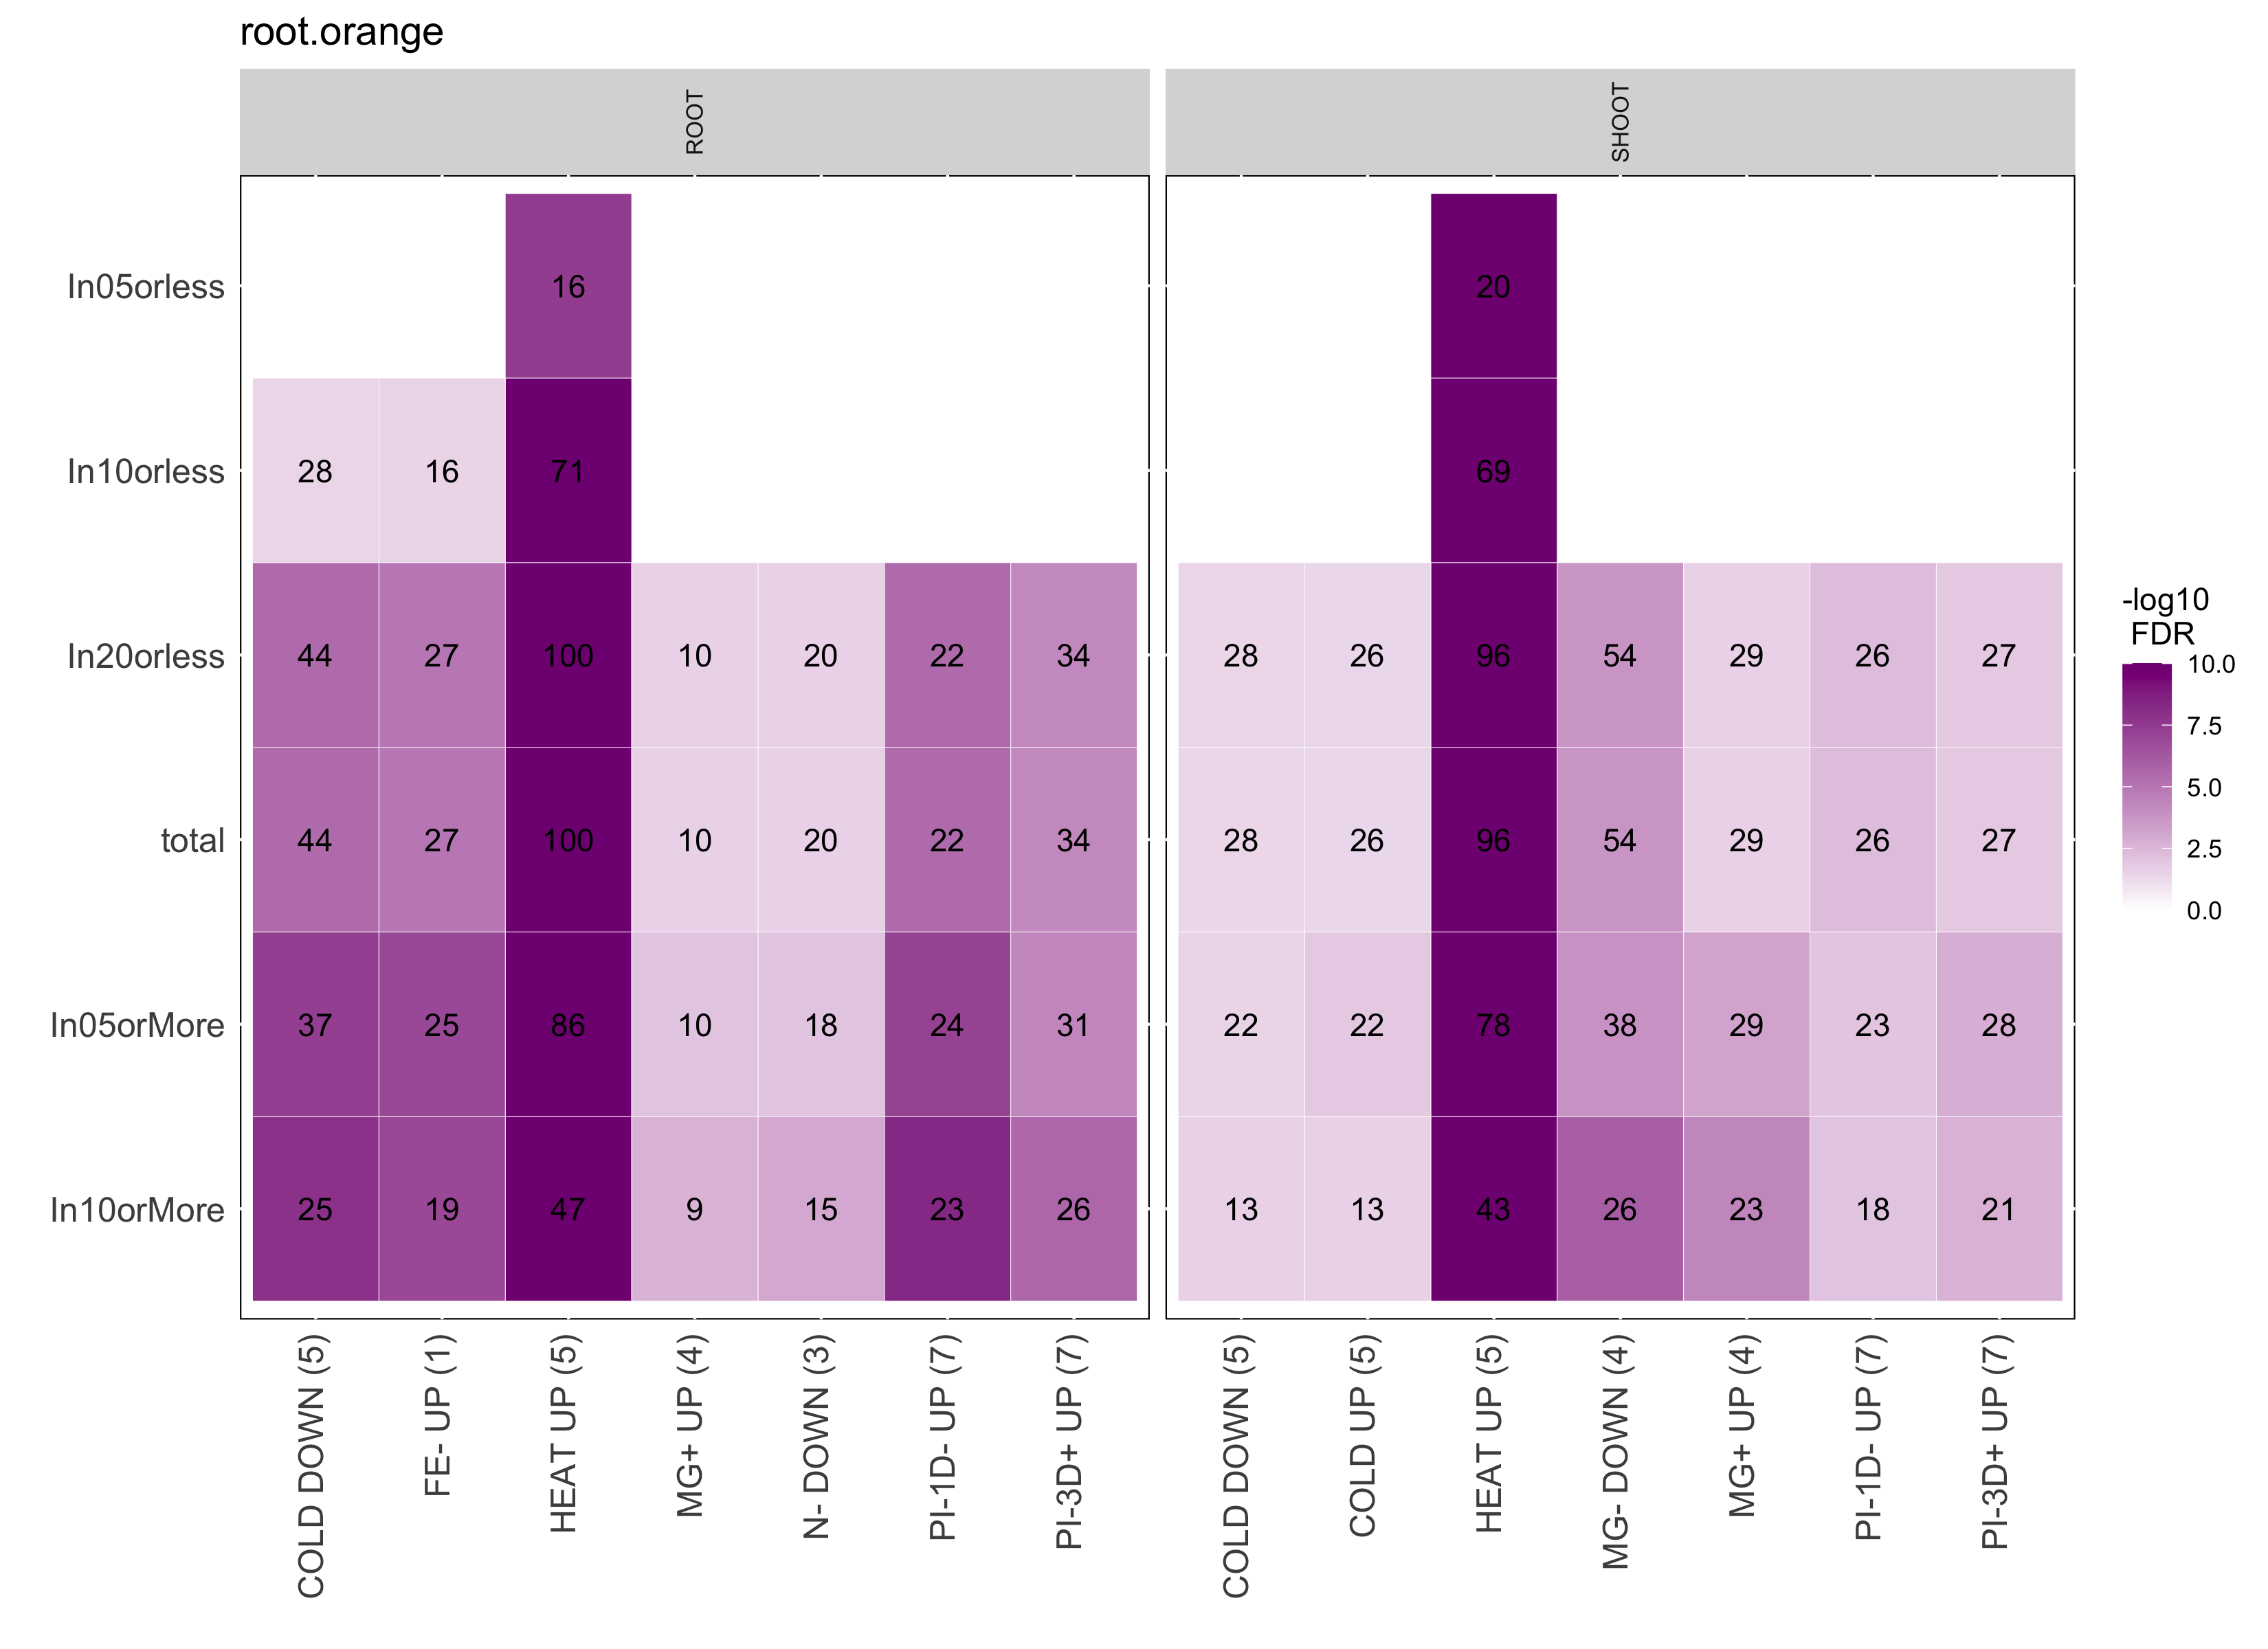 root.orange
ROOT
SHOOT
In05orless 16 20
In10orless 28 16 71 69
In20orless 44 27 100 10 20 22 34 28 26 96 54 29 26 27
total 44 27 100 10 20 22 34 28 26 96 54 29 26 27
In05orMore 37 25 86 10 18 24 31 22 22 78 38 29 23 28
In10orMore 25 19 47 9 15 23 26 13 13 43 26 23 18 21
COLD DOWN (5)
FE- UP (1)
HEAT UP (5)
MG+ UP (4)
N- DOWN (3)
PI-1D- UP (7)
PI-3D+ UP (7)
COLD DOWN (5)
COLD UP (5)
HEAT UP (5)
MG- DOWN (4)
MG+ UP (4)
PI-1D- UP (7)
PI-3D+ UP (7)
-log10
FDR
10.0
7.5
5.0
2.5
0.0